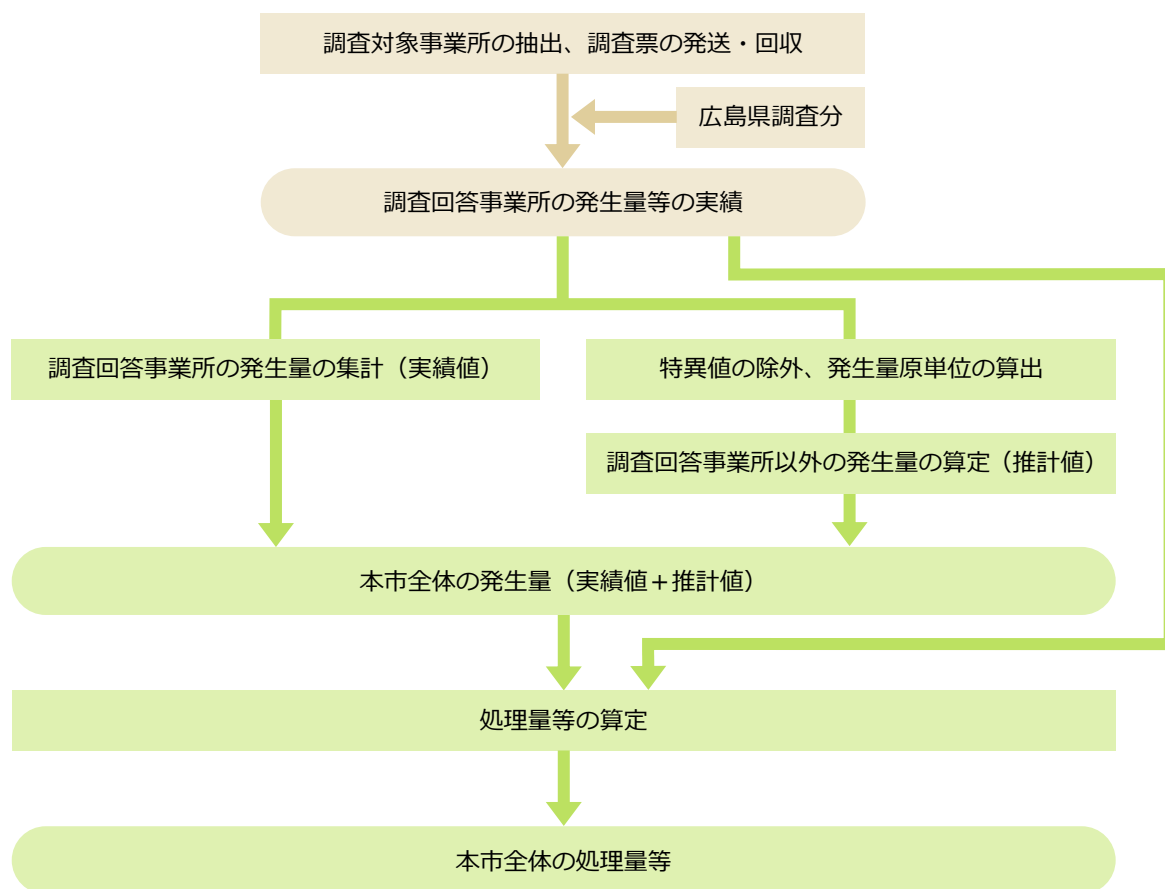 調査対象事業所の抽出、調査票の発送・回収
広島県調査分
調査回答事業所の発生量等の実績
調査回答事業所の発生量の集計（実績値）
特異値の除外、発生量原単位の算出
調査回答事業所以外の発生量の算定（推計値）
本市全体の発生量（実績値＋推計値）
処理量等の算定
本市全体の処理量等